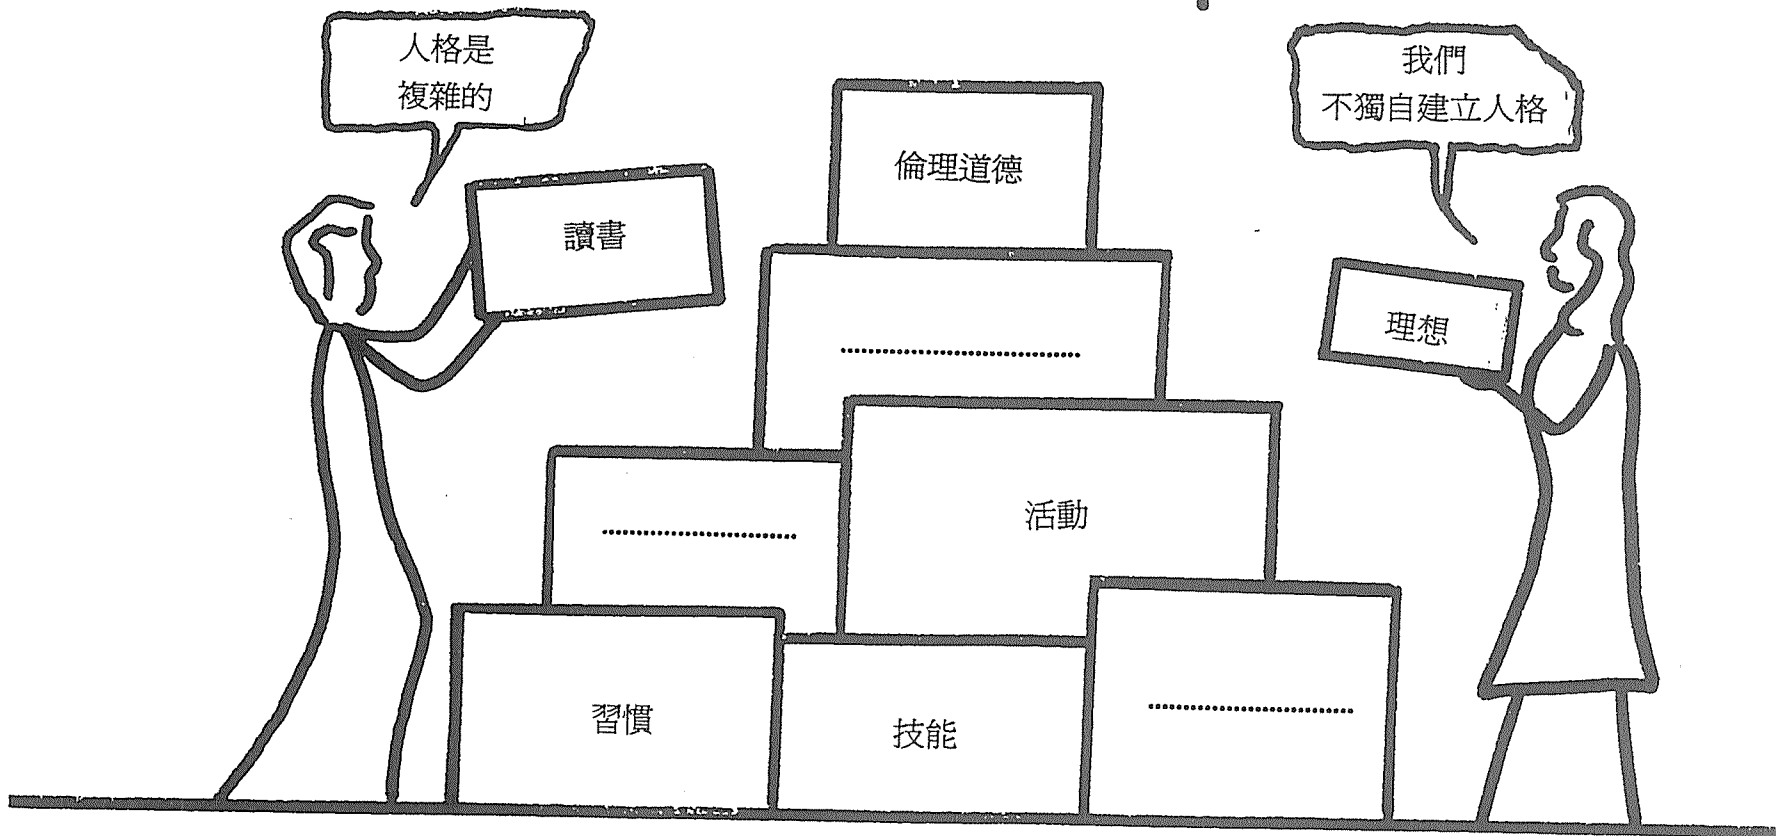 人格是
複雜的
我們
不獨自建立人格
倫理道德
讀書
理想
活動
習慣
技能